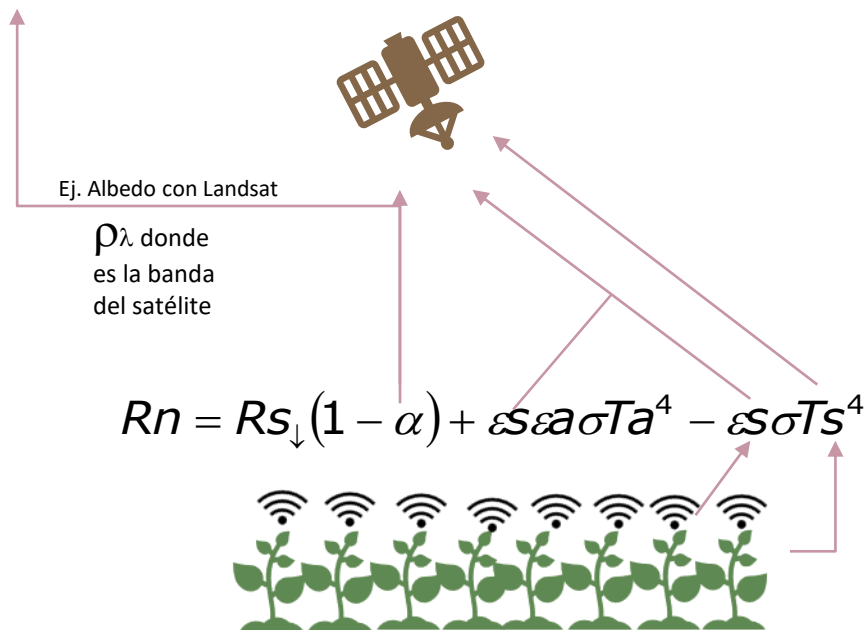 Ej. Albedo con Landsat
ρλ donde
es la banda
del satélite
Rn = Rs↓(1 − α) + εsεaσTa⁴ − εsσTs⁴